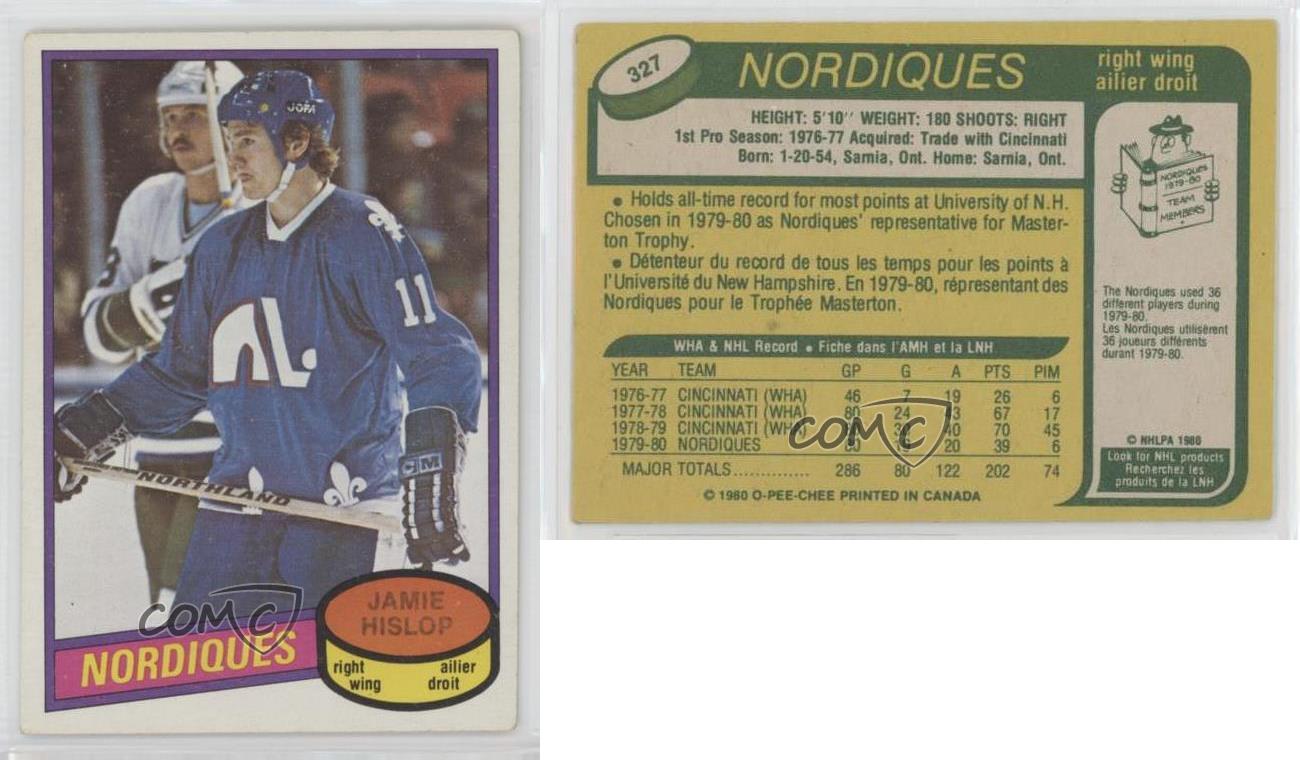 JOFA
11
CCM
NORTHLAND
COMC
JAMIE
HISLOP
NORDIQUES
right
wing
ailier
droit
327
NORDIQUES
right wing
ailier droit
HEIGHT: 5'10'' WEIGHT: 180 SHOOTS: RIGHT
1st Pro Season: 1976-77 Acquired: Trade with Cincinnati
Born: 1-20-54, Sarnia, Ont. Home: Sarnia, Ont.
NORDIQUES
1979-80
TEAM
MEMBERS
● Holds all-time record for most points at University of N.H.
Chosen in 1979-80 as Nordiques' representative for Master-
ton Trophy.
● Détenteur du record de tous les temps pour les points à
l'Université du New Hampshire. En 1979-80, répresentant des
Nordiques pour le Trophée Masterton.
The Nordiques used 36
different players during
1979-80.
Les Nordiques utilisèrent
36 joueurs différents
durant 1979-80.
WHA & NHL Record ● Fiche dans l'AMH et la LNH
YEAR TEAM GP G A PTS PIM
1976-77 CINCINNATI (WHA) 46 7 19 26 6
1977-78 CINCINNATI (WHA) 80 24 67 17
1978-79 CINCINNATI (WHA) 40 70 45
1979-80 NORDIQUES 80 20 39 6
MAJOR TOTALS............. 286 80 122 202 74
COMC
© 1980 O-PEE-CHEE PRINTED IN CANADA
© NHLPA 1980
Look for NHL products
Recherchez les
produits de la LNH